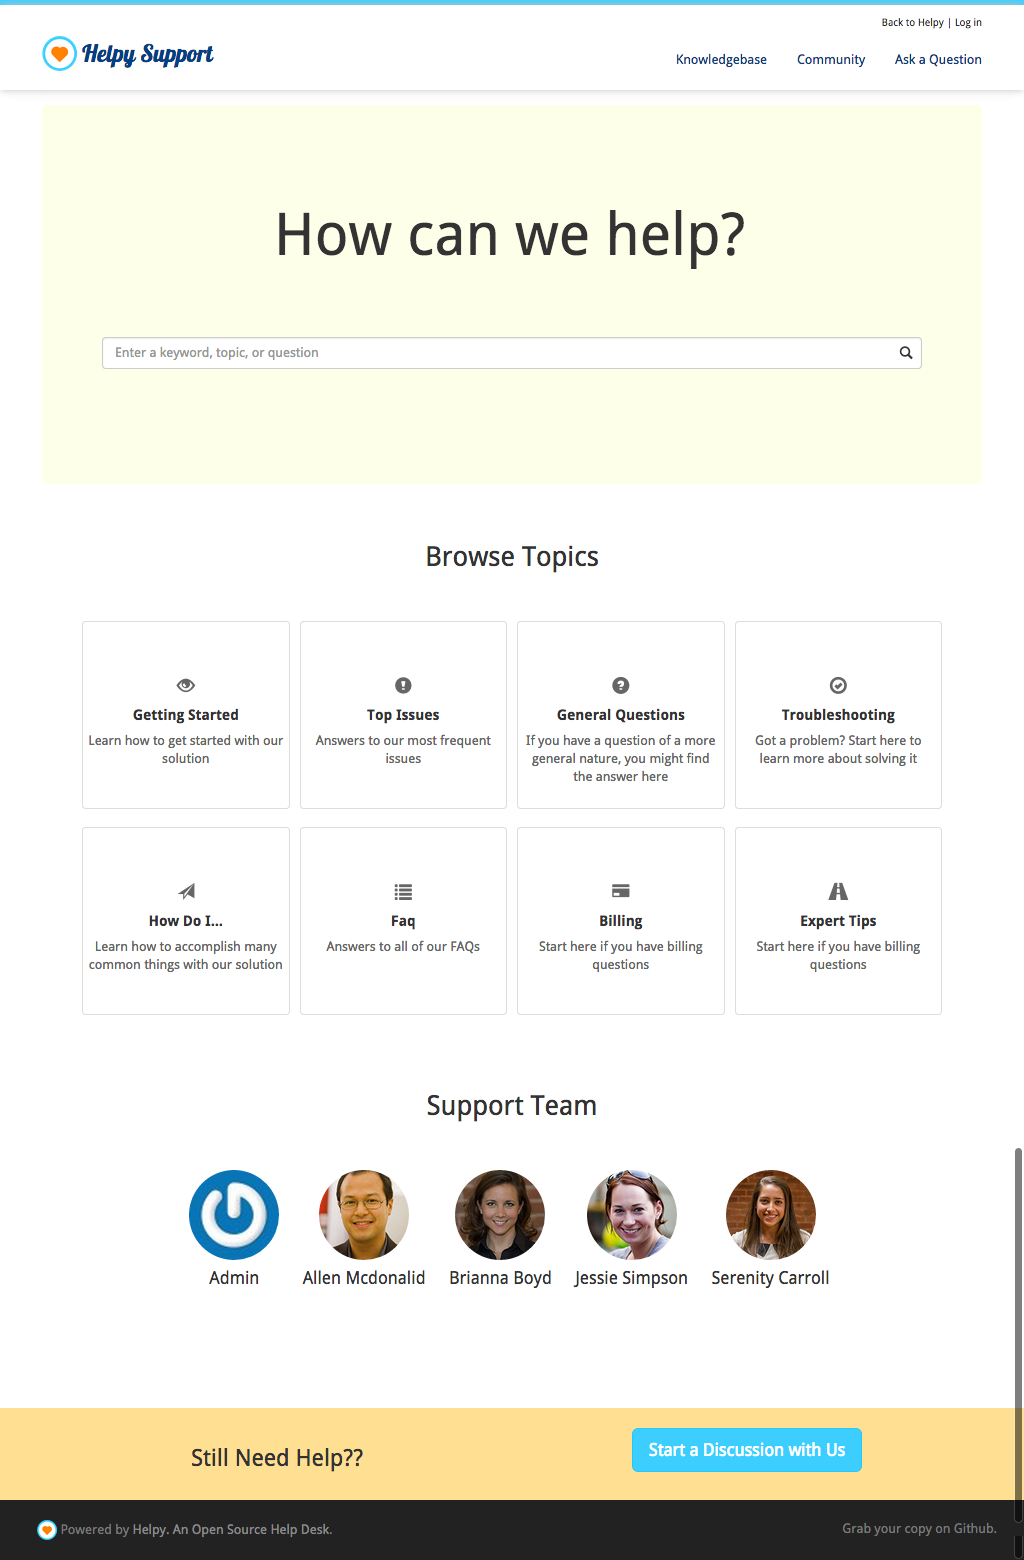 Back to Helpy | Log in
Helpy Support
Knowledgebase Community Ask a Question
How can we help?
Enter a keyword, topic, or question
Browse Topics
Getting Started
Learn how to get started with our
solution
Top Issues
Answers to our most frequent
issues
General Questions
If you have a question of a more
general nature, you might find
the answer here
Troubleshooting
Got a problem? Start here to
learn more about solving it
How Do I...
Learn how to accomplish many
common things with our solution
Faq
Answers to all of our FAQs
Billing
Start here if you have billing
questions
Expert Tips
Start here if you have billing
questions
Support Team
Admin
Allen Mcdonalid
Brianna Boyd
Jessie Simpson
Serenity Carroll
Still Need Help??
Start a Discussion with Us
Powered by Helpy. An Open Source Help Desk.
Grab your copy on Github.